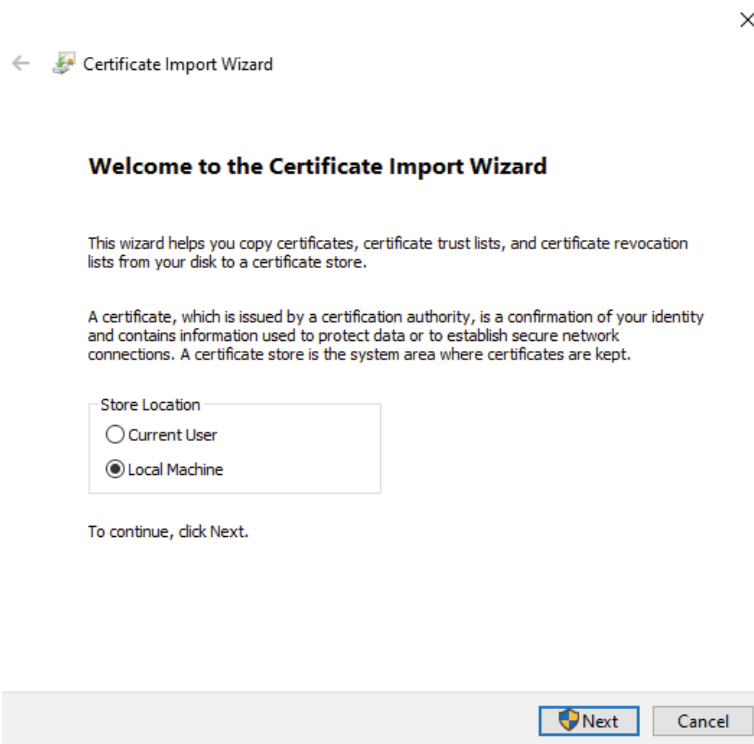 Certificate Import Wizard
Welcome to the Certificate Import Wizard
This wizard helps you copy certificates, certificate trust lists, and certificate revocation
lists from your disk to a certificate store.
A certificate, which is issued by a certification authority, is a confirmation of your identity
and contains information used to protect data or to establish secure network
connections. A certificate store is the system area where certificates are kept.
Store Location
Current User
Local Machine
To continue, click Next.
Next Cancel